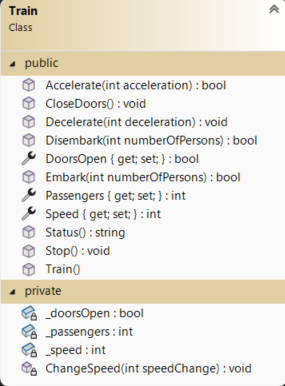 Train
Class
public
Accelerate(int acceleration) : bool
CloseDoors() : void
Decelerate(int deceleration) : void
Disembark(int numberOfPersons) : bool
DoorsOpen { get; set; } : bool
Embark(int numberOfPersons) : bool
Passengers { get; set; } : int
Speed { get; set; } : int
Status() : string
Stop() : void
Train()
private
_doorsOpen : bool
_passengers : int
_speed : int
ChangeSpeed(int speedChange) : void